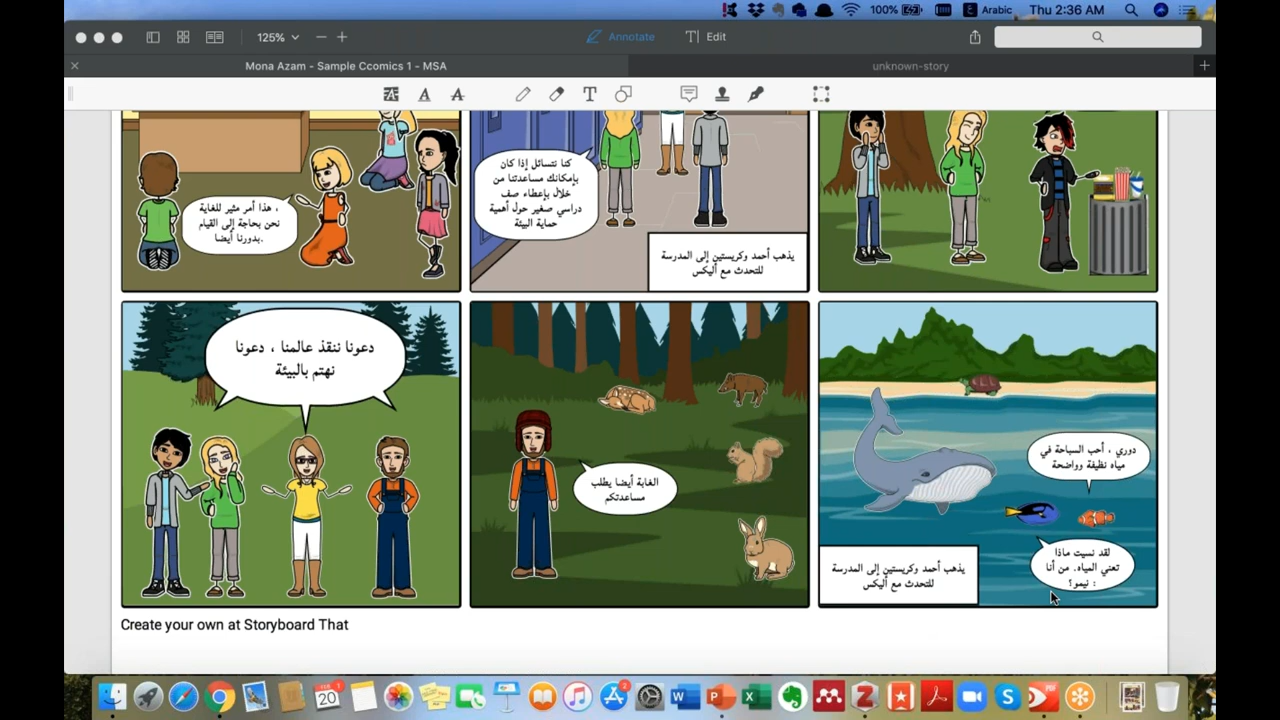 100%
Arabic
Thu 2:36 AM
125%
Annotate
Edit
Mona Azam - Sample Ccomics 1 - MSA
unknown-story
كنا نتسائل إذا كان
بإمكانك مساعدتنا من
خلال بإعطاء صف
دراسي صغير حول أهمية
حماية البيئة
، هذا أمر مثير للغاية
نحن بحاجة إلى القيام
.بدورنا أيضا
يذهب أحمد وكريستين إلى المدرسة
للتحدث مع أليكس
دعونا ننقذ عالمنا ، دعونا
نهتم بالبيئة
الغابة أيضا يطلب
مساعدتكم
دوري ، أحب السباحة في
مياه نظيفة وواضحة
لقد نسيت ماذا
تعني المياه. من أنا
: نيمو؟
يذهب أحمد وكريستين إلى المدرسة
للتحدث مع أليكس
Create your own at Storyboard That
20